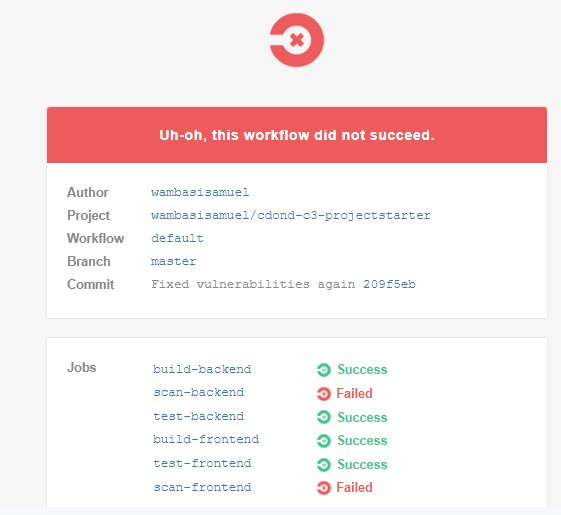 Uh-oh, this workflow did not succeed.
Author wambasisamuel
Project wambasisamuel/cdond-c3-projectstarter
Workflow default
Branch master
Commit Fixed vulnerabilities again 209f5eb
Jobs build-backend Success
scan-backend Failed
test-backend Success
build-frontend Success
test-frontend Success
scan-frontend Failed